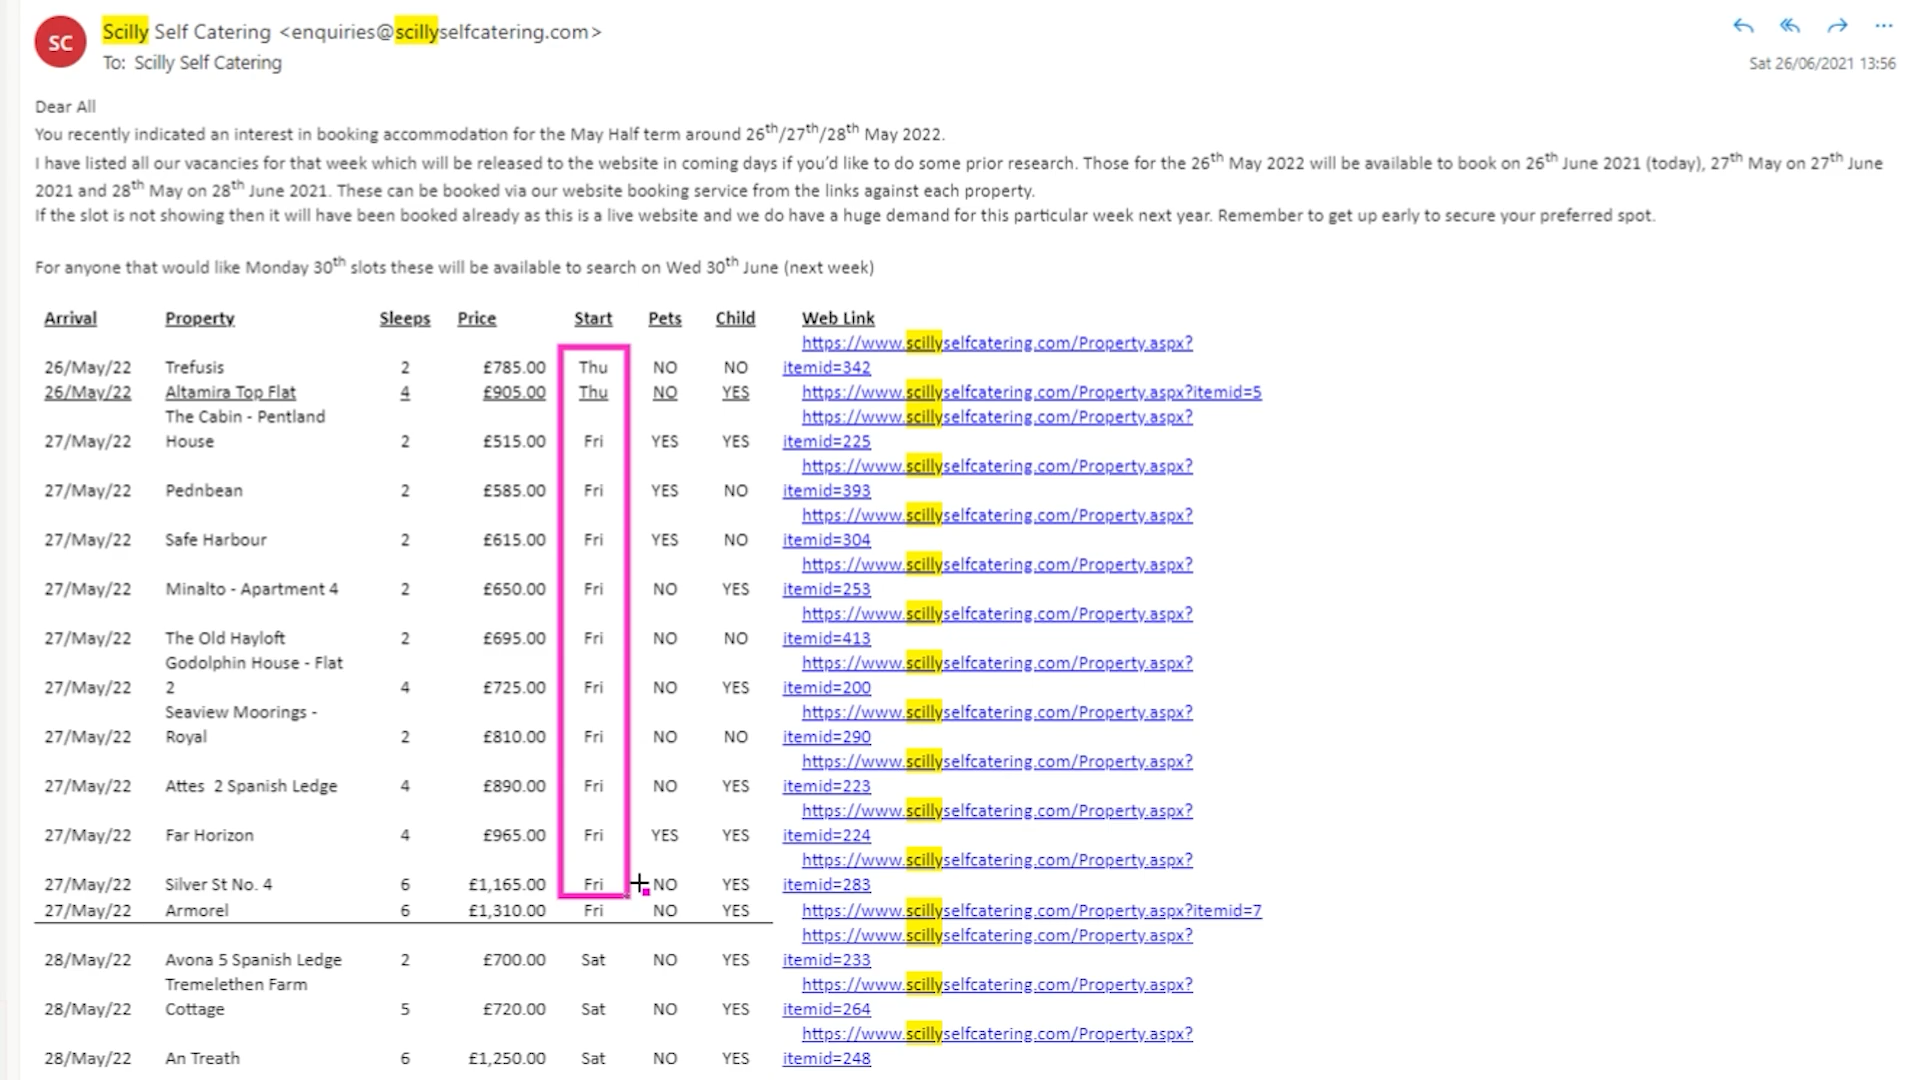 SC
Scilly Self Catering <enquiries@scillyselfcatering.com>
To: Scilly Self Catering
Sat 26/06/2021 13:56
Dear All
You recently indicated an interest in booking accommodation for the May Half term around 26th/27th/28th May 2022.
I have listed all our vacancies for that week which will be released to the website in coming days if you'd like to do some prior research. Those for the 26th May 2022 will be available to book on 26th June 2021 (today), 27th May on 27th June
2021 and 28th May on 28th June 2021. These can be booked via our website booking service from the links against each property.
If the slot is not showing then it will have been booked already as this is a live website and we do have a huge demand for this particular week next year. Remember to get up early to secure your preferred spot.
For anyone that would like Monday 30th slots these will be available to search on Wed 30th June (next week)
Arrival Property Sleeps Price Start Pets Child Web Link
https://www.scillyselfcatering.com/Property.aspx?
26/May/22 Trefusis 2 £785.00 Thu NO NO itemid=342
26/May/22 Altamira Top Flat 4 £905.00 Thu NO YES https://www.scillyselfcatering.com/Property.aspx?itemid=5
The Cabin - Pentland https://www.scillyselfcatering.com/Property.aspx?
27/May/22 House 2 £515.00 Fri YES YES itemid=225
https://www.scillyselfcatering.com/Property.aspx?
27/May/22 Pednbean 2 £585.00 Fri YES NO itemid=393
https://www.scillyselfcatering.com/Property.aspx?
27/May/22 Safe Harbour 2 £615.00 Fri YES NO itemid=304
https://www.scillyselfcatering.com/Property.aspx?
27/May/22 Minalto - Apartment 4 2 £650.00 Fri NO YES itemid=253
https://www.scillyselfcatering.com/Property.aspx?
27/May/22 The Old Hayloft 2 £695.00 Fri NO NO itemid=413
Godolphin House - Flat https://www.scillyselfcatering.com/Property.aspx?
27/May/22 2 4 £725.00 Fri NO YES itemid=200
Seaview Moorings - https://www.scillyselfcatering.com/Property.aspx?
27/May/22 Royal 2 £810.00 Fri NO NO itemid=290
https://www.scillyselfcatering.com/Property.aspx?
27/May/22 Attes 2 Spanish Ledge 4 £890.00 Fri NO YES itemid=223
https://www.scillyselfcatering.com/Property.aspx?
27/May/22 Far Horizon 4 £965.00 Fri YES YES itemid=224
https://www.scillyselfcatering.com/Property.aspx?
27/May/22 Silver St No. 4 6 £1,165.00 Fri NO YES itemid=283
27/May/22 Armorel 6 £1,310.00 Fri NO YES https://www.scillyselfcatering.com/Property.aspx?itemid=7
https://www.scillyselfcatering.com/Property.aspx?
28/May/22 Avona 5 Spanish Ledge 2 £700.00 Sat NO YES itemid=233
Tremelethen Farm https://www.scillyselfcatering.com/Property.aspx?
28/May/22 Cottage 5 £720.00 Sat NO YES itemid=264
https://www.scillyselfcatering.com/Property.aspx?
28/May/22 An Treath 6 £1,250.00 Sat NO YES itemid=248